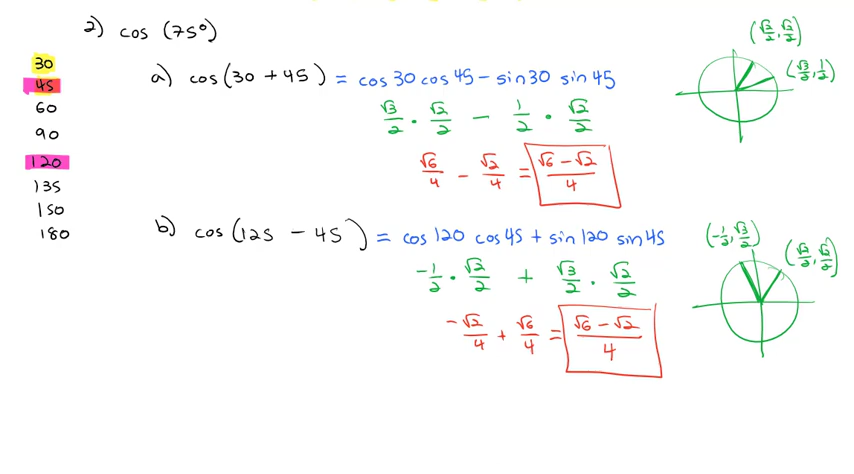 2) cos (75°)
30
45
60
90
120
135
150
180
a) cos(30 + 45) = cos 30 cos 45 − sin 30 sin 45
√3/2 · √2/2 − 1/2 · √2/2
√6/4 − √2/4 = (√6 − √2)/4
(√2/2, √2/2)
(√3/2, 1/2)
b) cos(125 − 45) = cos 120 cos 45 + sin 120 sin 45
−1/2 · √2/2 + √3/2 · √2/2
−√2/4 + √6/4 = (√6 − √2)/4
(−1/2, √3/2)
(√2/2, √2/2)